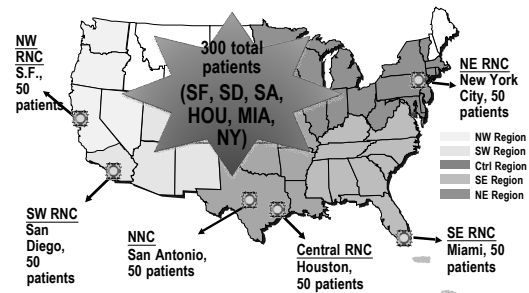 NW
RNC
S.F.,
50
patients
300 total
patients
(SF, SD, SA,
HOU, MIA,
NY)
NE RNC
New York
City, 50
patients
NW Region
SW Region
Ctrl Region
SE Region
NE Region
SW RNC
San
Diego,
50
patients
NNC
San Antonio,
50 patients
Central RNC
Houston,
50 patients
SE RNC
Miami, 50
patients